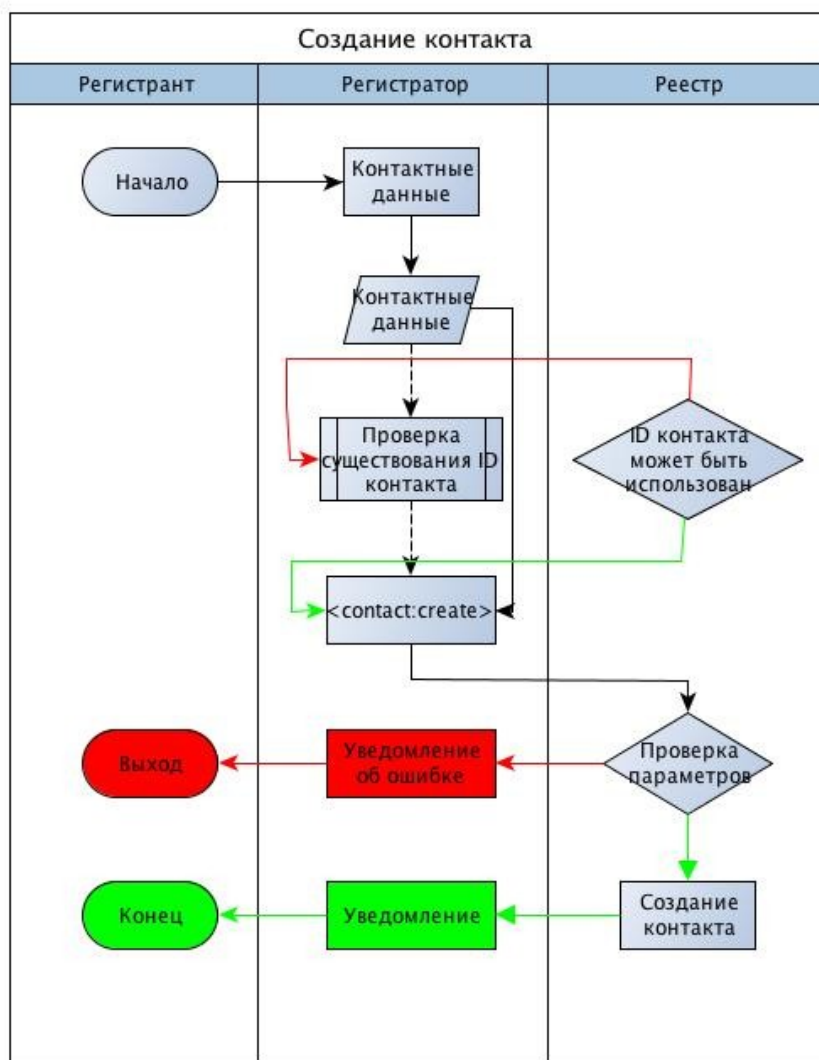 Создание контакта
Регистрант
Регистратор
Реестр
Начало
Контактные
данные
Контактные
данные
Проверка
существования ID
контакта
ID контакта
может быть
использован
<contact:create>
Проверка
параметров
Уведомление
об ошибке
Выход
Создание
контакта
Уведомление
Конец